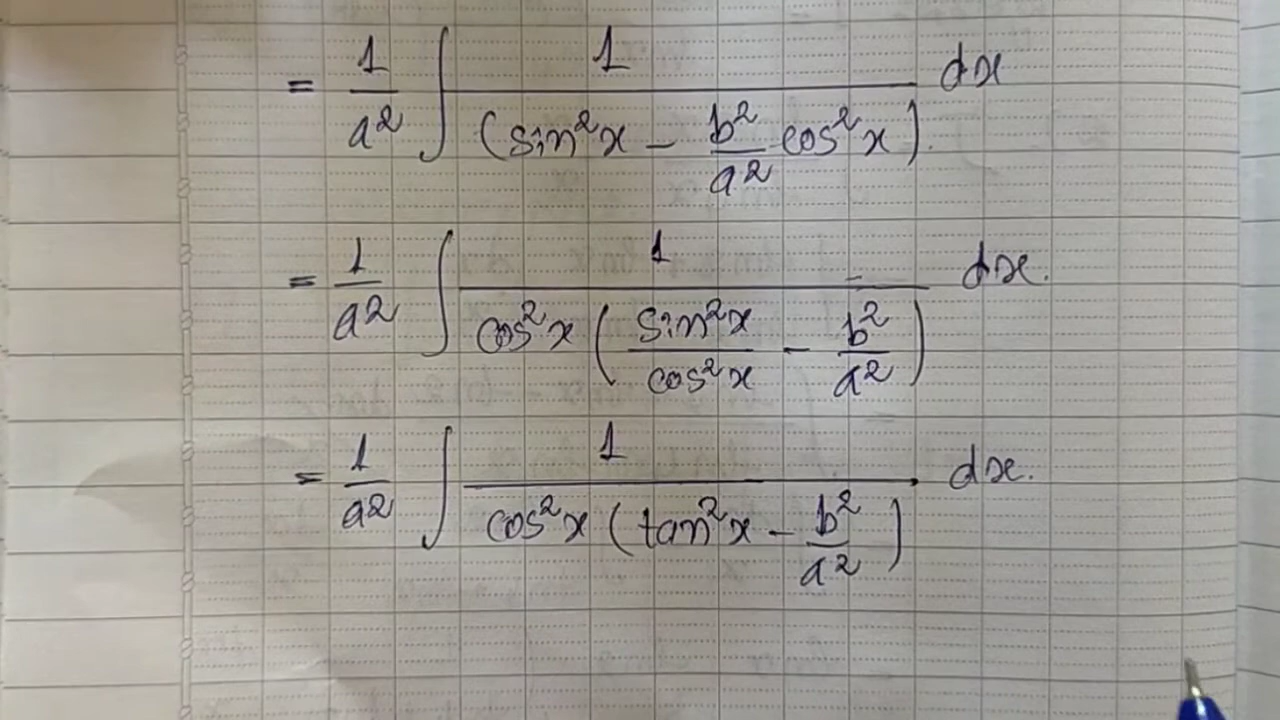 = 1/a² ∫ 1/(sin²x - b²/a² cos²x) dx
= 1/a² ∫ 1/(cos²x (sin²x/cos²x - b²/a²)) dx.
= 1/a² ∫ 1/(cos²x (tan²x - b²/a²)) . dx.